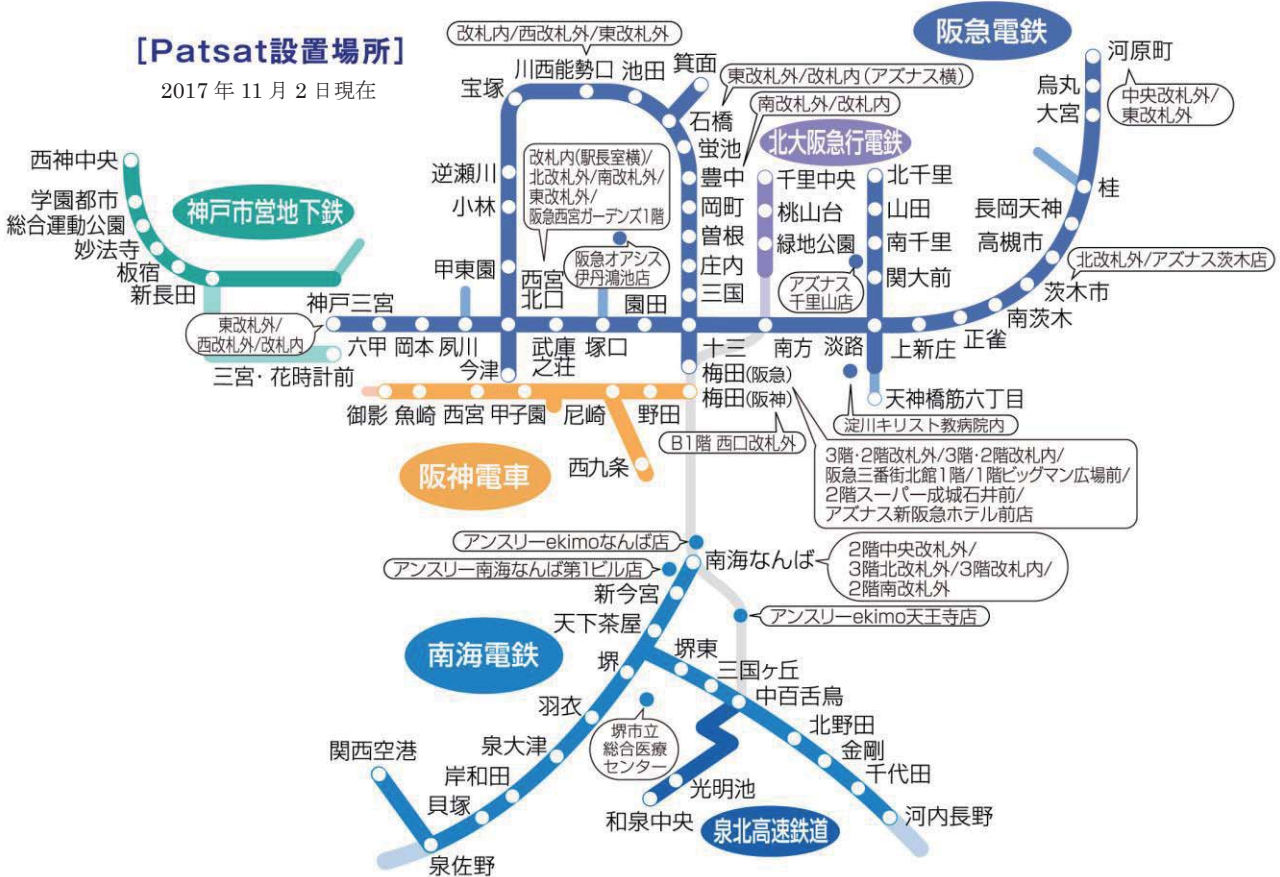 [Patsat設置場所]
2017年11月2日現在
阪急電鉄
改札内/西改札外/東改札外
川西能勢口
池田
箕面
宝塚
石橋
東改札外/改札内(アズナス横)
蛍池
南改札外/改札内
豊中
岡町
曽根
庄内
三国
十三
梅田(阪急)
梅田(阪神)
逆瀬川
小林
甲東園
西宮
北口
今津
改札内(駅長室横)/
北改札外/南改札外/
東改札外/
阪急西宮ガーデンズ1階
阪急オアシス
伊丹鴻池店
神戸三宮
東改札外/
西改札外/改札内
六甲
岡本
夙川
武庫
之荘
塚口
園田
南方
淡路
上新庄
正雀
南茨木
茨木市
北改札外/アズナス茨木店
高槻市
長岡天神
桂
大宮
烏丸
河原町
中央改札外/
東改札外
北千里
山田
南千里
関大前
アズナス
千里山店
天神橋筋六丁目
淀川キリスト教病院内
3階・2階改札外/3階・2階改札内/
阪急三番街北館1階/1階ビッグマン広場前/
2階スーパー成城石井前/
アズナス新阪急ホテル前店
北大阪急行電鉄
千里中央
桃山台
緑地公園
神戸市営地下鉄
西神中央
学園都市
総合運動公園
妙法寺
板宿
新長田
三宮・花時計前
阪神電車
御影
魚崎
西宮
甲子園
尼崎
野田
西九条
B1階 西口改札外
南海電鉄
アンスリーekimoなんば店
南海なんば
2階中央改札外/
3階北改札外/3階改札内/
2階南改札外
アンスリー南海なんば第1ビル店
新今宮
天下茶屋
アンスリーekimo天王寺店
堺
羽衣
泉大津
岸和田
貝塚
泉佐野
関西空港
堺東
三国ヶ丘
中百舌鳥
北野田
金剛
千代田
河内長野
堺市立
総合医療
センター
泉北高速鉄道
光明池
和泉中央